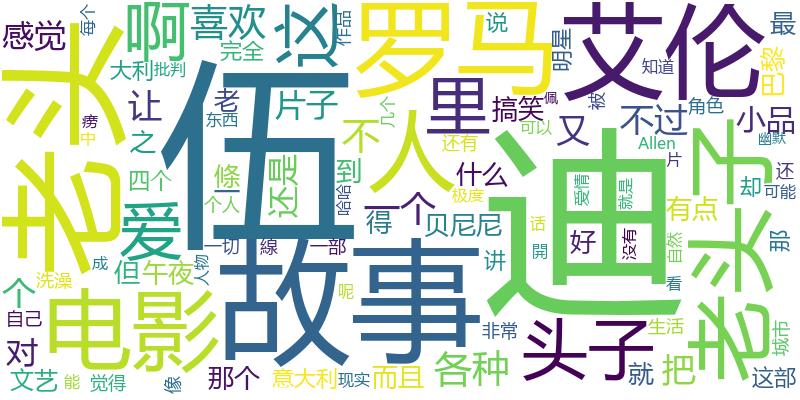 感觉
每个
啊
喜欢
这
作品
罗马
说
明星
艾伦
最
老头
大利
批判
完全
知道
巴黎
让
老
片子
伍
里
搞笑
佩
被
不过
角色
小品
傍
中
之
东西
不
人
几个
可以
又
Allen
幽默
四个
條
还是
到
还有
什么
迪
爱情
就是
片
却
还
可能
爱
个人
哈哈
一个
极度
有点
老头子
得
贝尼尼
话
好
没有
那
但
午夜
一切
線
一部
讲
開
自然
洗澡
成
人物
故事
看
个
电影
呢
自己
非常
头子
生活
城市
对
文艺
能
觉得
像
那个
意大利
现实
而且
各种
就
把
这部